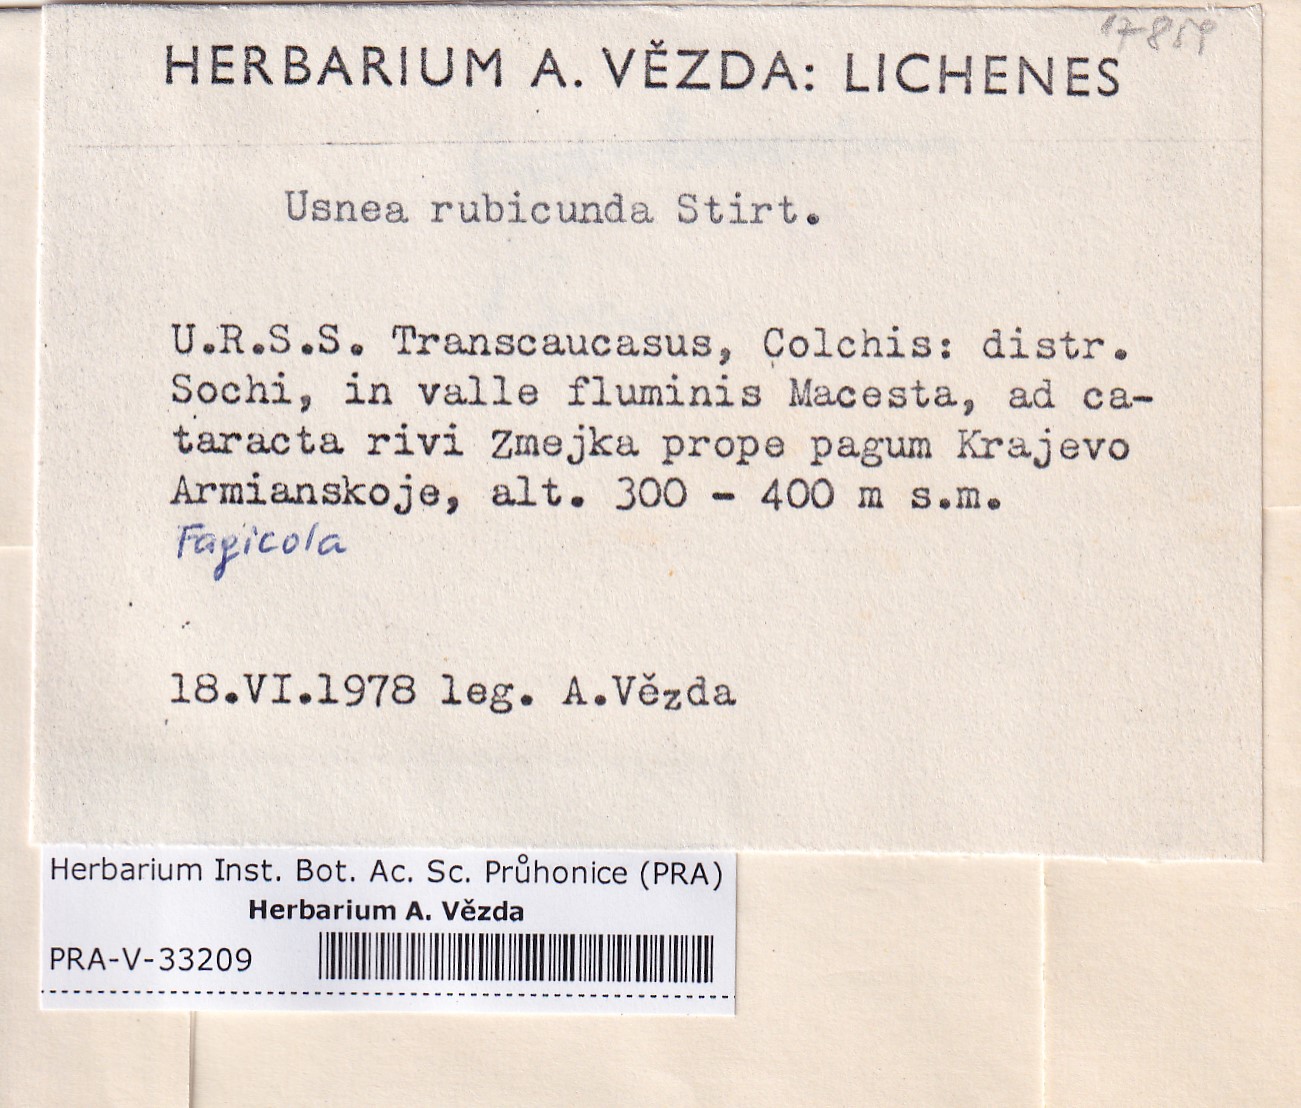 17859
HERBARIUM A. VĚZDA: LICHENES
Usnea rubicunda Stirt.
U.R.S.S. Transcaucasus, Colchis: distr.
Sochi, in valle fluminis Macesta, ad ca-
taracta rivi Zmejka prope pagum Krajevo
Armianskoje, alt. 300 - 400 m s.m.
Fagicola
18.VI.1978 leg. A.Vězda
Herbarium Inst. Bot. Ac. Sc. Průhonice (PRA)
Herbarium A. Vězda
PRA-V-33209